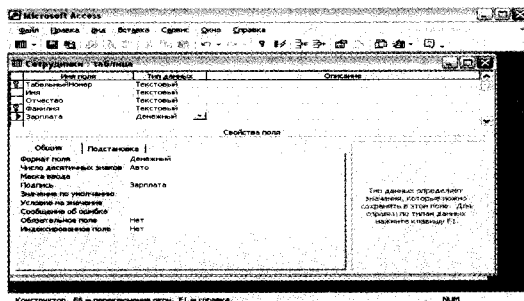 Microsoft Access
Файл Правка Вид Вставка Сервис Окно Справка
Сотрудники : таблица
Имя поля Тип данных Описание
ТабельныйНомер Текстовый
Имя Текстовый
Отчество Текстовый
Фамилия Текстовый
Зарплата Денежный
Свойства поля
Общие Подстановка
Формат поля Денежный
Число десятичных знаков Авто
Маска ввода
Подпись Зарплата
Значение по умолчанию
Условие на значение
Сообщение об ошибке
Обязательное поле Нет
Индексированное поле Нет
Тип данных определяет
значения, которые можно
сохранять в этом поле. Для
справки по типам данных
нажмите клавишу F1.
Конструктор. F6 = переключение окон. F1 = справка. NUM